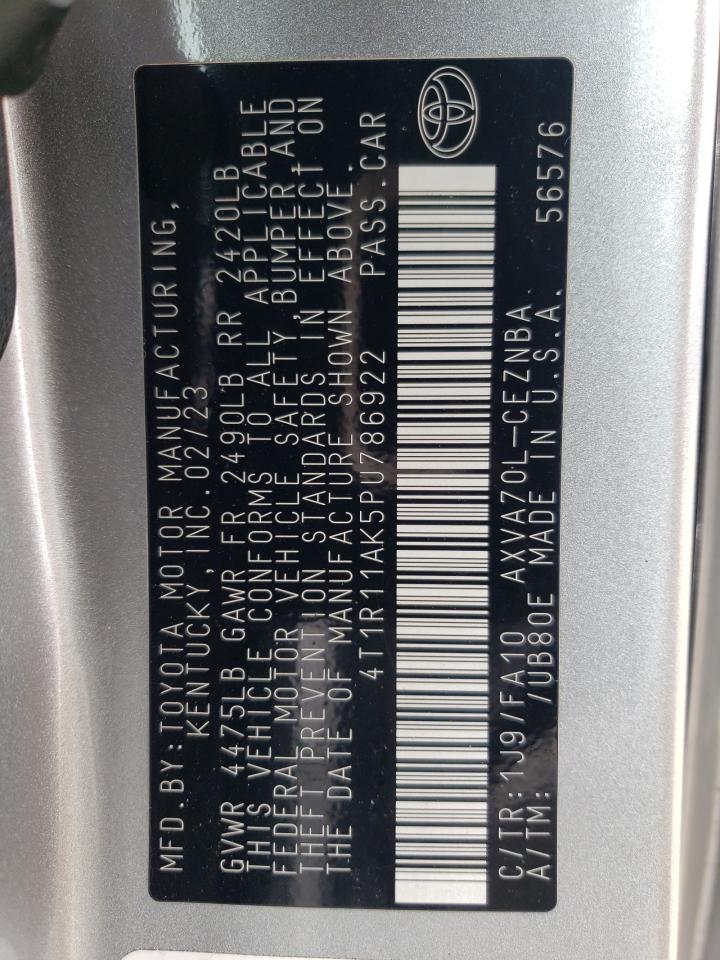 MFD.BY:TOYOTA MOTOR MANUFACTURING,
KENTUCKY,INC.02/23
GVWR 4475LB GAWR FR 2490LB RR 2420LB
THIS VEHICLE CONFORMS TO ALL APPLICABLE
FEDERAL MOTOR VEHICLE SAFETY,BUMPER,AND
THEFT PREVENTION STANDARDS IN EFFECT ON
THE DATE OF MANUFACTURE SHOWN ABOVE.
4T1R11AK5PU786922 PASS.CAR
C/TR:1J9/FA10 AXVA70L-CEZNBA
A/TM: /UB80E MADE IN U.S.A. 56576